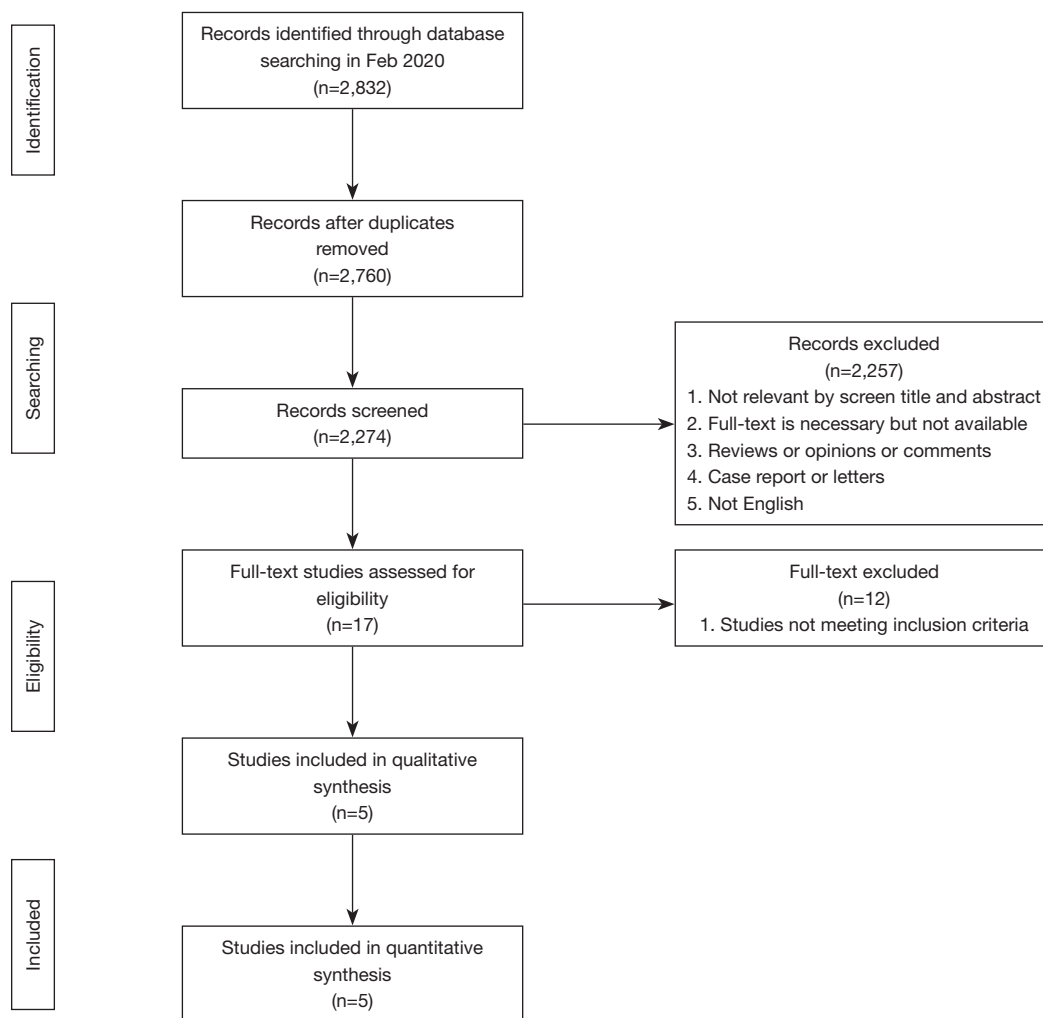 Identification
Records identified through database
searching in Feb 2020
(n=2,832)
Records after duplicates
removed
(n=2,760)
Searching
Records screened
(n=2,274)
Records excluded
(n=2,257)
1. Not relevant by screen title and abstract
2. Full-text is necessary but not available
3. Reviews or opinions or comments
4. Case report or letters
5. Not English
Eligibility
Full-text studies assessed for
eligibility
(n=17)
Full-text excluded
(n=12)
1. Studies not meeting inclusion criteria
Studies included in qualitative
synthesis
(n=5)
Included
Studies included in quantitative
synthesis
(n=5)